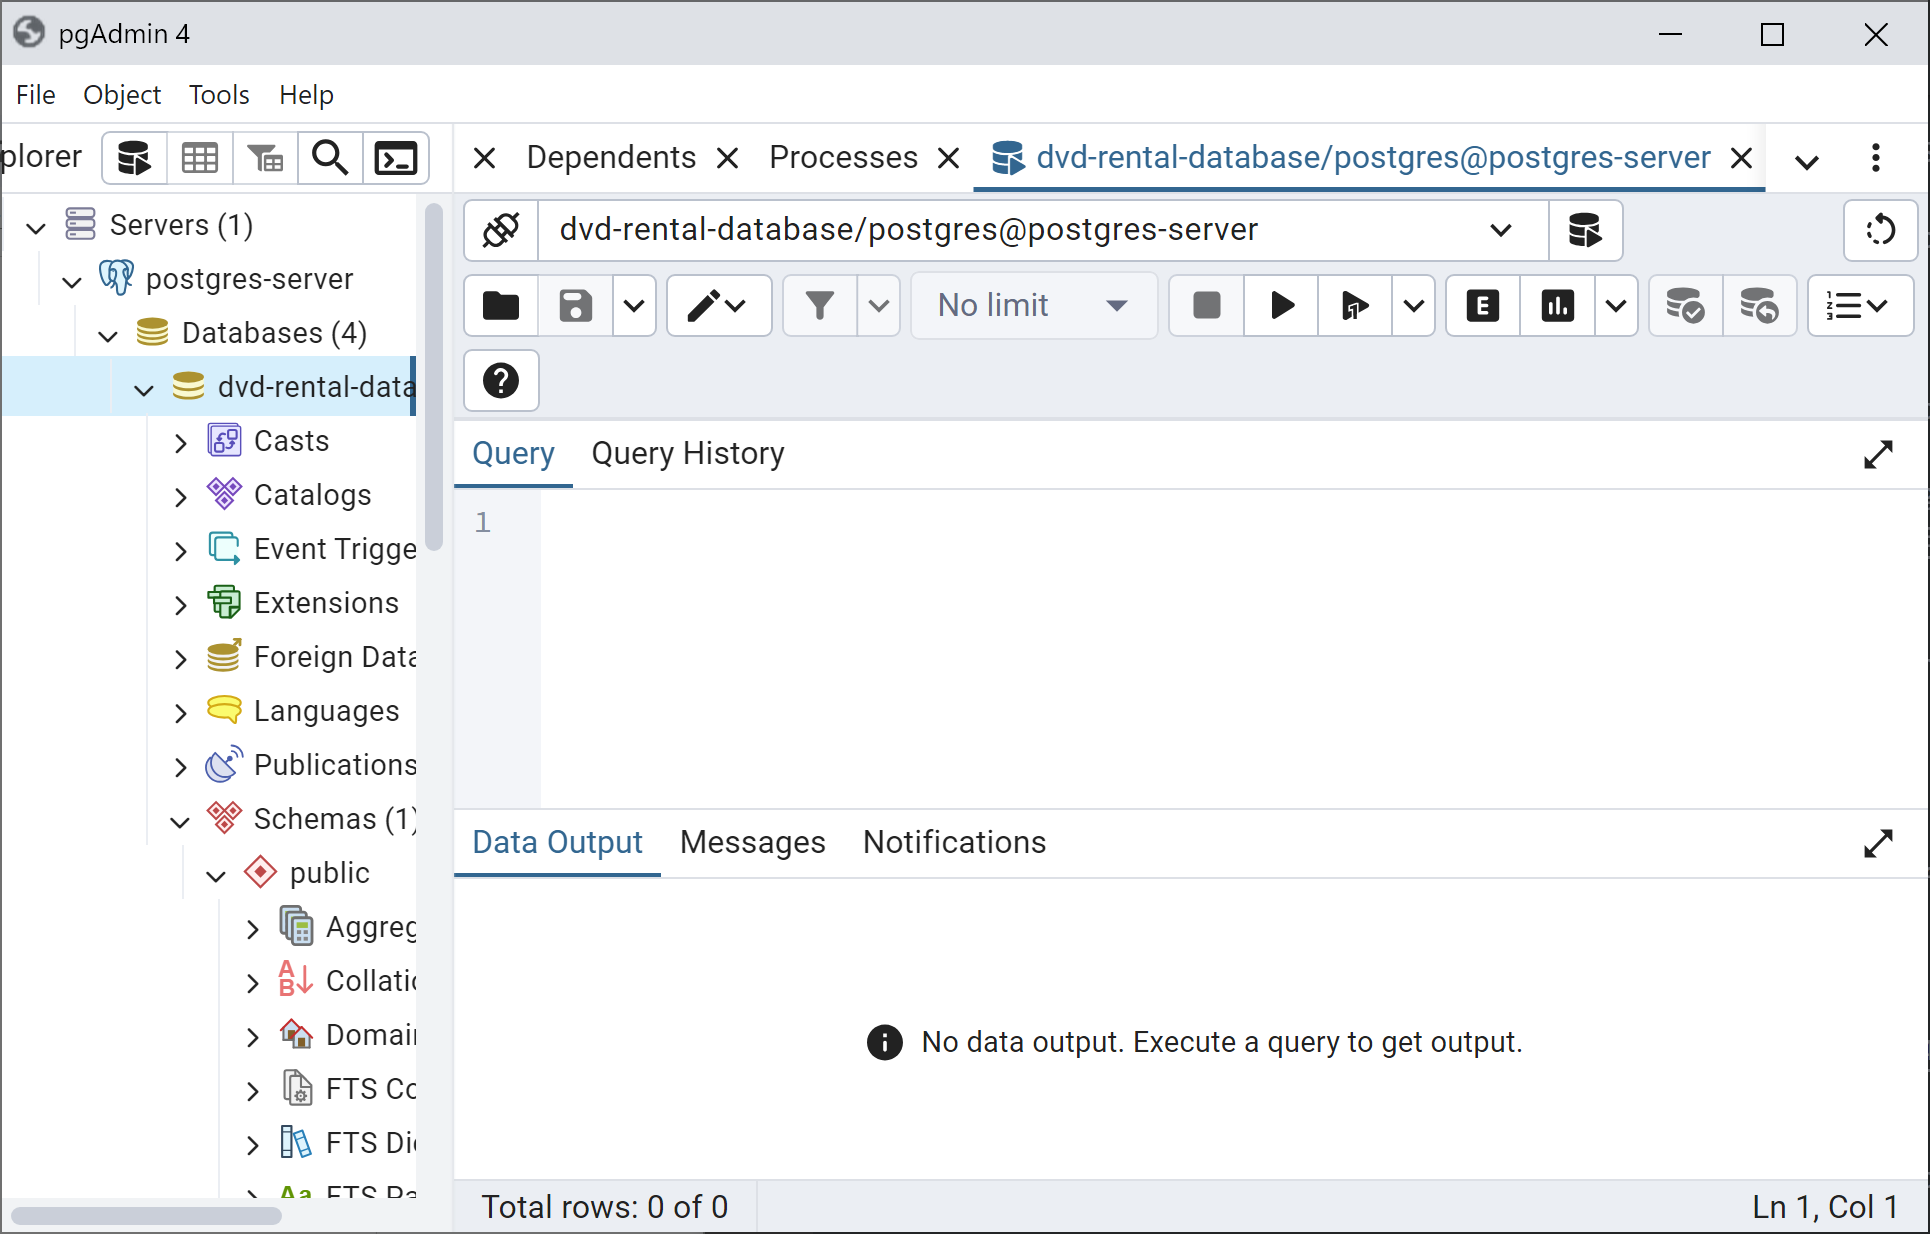 pgAdmin 4
File Object Tools Help
plorer
Dependents Processes dvd-rental-database/postgres@postgres-server
Servers (1)
postgres-server
Databases (4)
dvd-rental-data
Casts
Catalogs
Event Trigge
Extensions
Foreign Data
Languages
Publications
Schemas (1)
public
Aggreg
Collatio
Domain
FTS Co
FTS Dic
FTS Pa
dvd-rental-database/postgres@postgres-server
No limit
Query Query History
1
Data Output Messages Notifications
No data output. Execute a query to get output.
Total rows: 0 of 0
Ln 1, Col 1